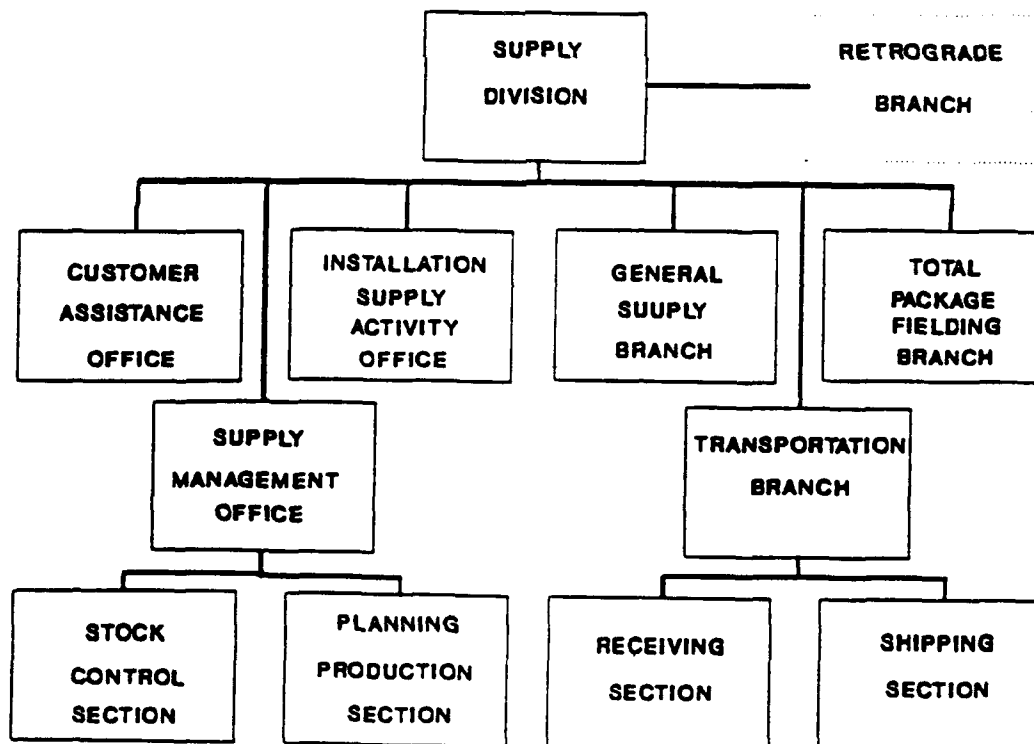 SUPPLY
DIVISION
RETROGRADE
BRANCH
CUSTOMER
ASSISTANCE
OFFICE
INSTALLATION
SUPPLY
ACTIVITY
OFFICE
GENERAL
SUUPLY
BRANCH
TOTAL
PACKAGE
FIELDING
BRANCH
SUPPLY
MANAGEMENT
OFFICE
TRANSPORTATION
BRANCH
STOCK
CONTROL
SECTION
PLANNING
PRODUCTION
SECTION
RECEIVING
SECTION
SHIPPING
SECTION